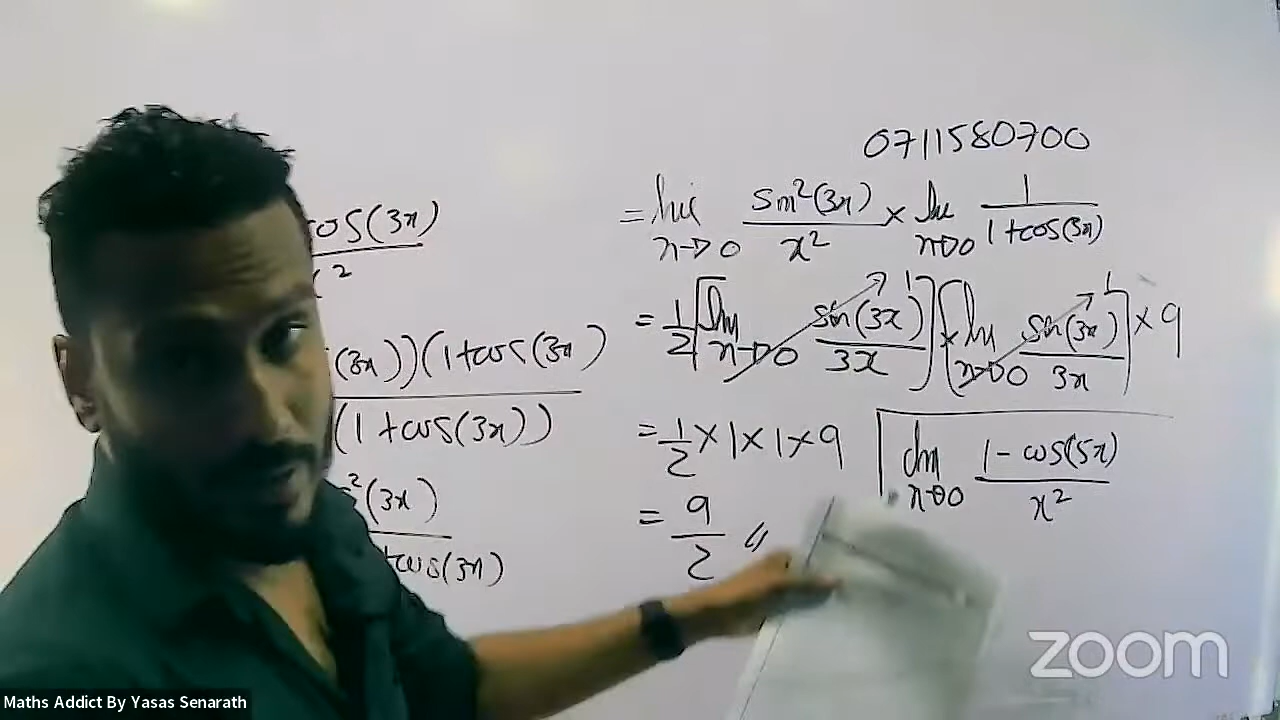 cos(3x)
x²
(3x))(1+cos(3x)
(1+cos(3x))
²(3x)
+cos(3x)
0711580700
= lim x→0 sin²(3x)/x² × lim x→0 1/1+cos(3x)
= 1/2 [lim x→0 sin(3x)/3x 1] × [lim x→0 sin(3x)/3x 1] × 9
= 1/2 × 1 × 1 × 9
= 9/2 //
lim x→0 1-cos(5x)/x²
zoom
Maths Addict By Yasas Senarath